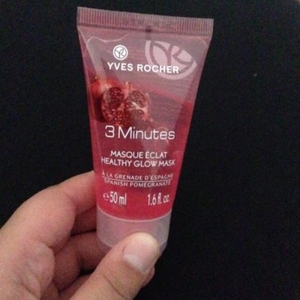 YVES ROCHER
3 Minutes
MASQUE ÉCLAT
HEALTHY GLOW MASK
À LA GRENADE D'ESPAGNE
SPANISH POMEGRANATE
e 50 ml 1.6 fl. oz.